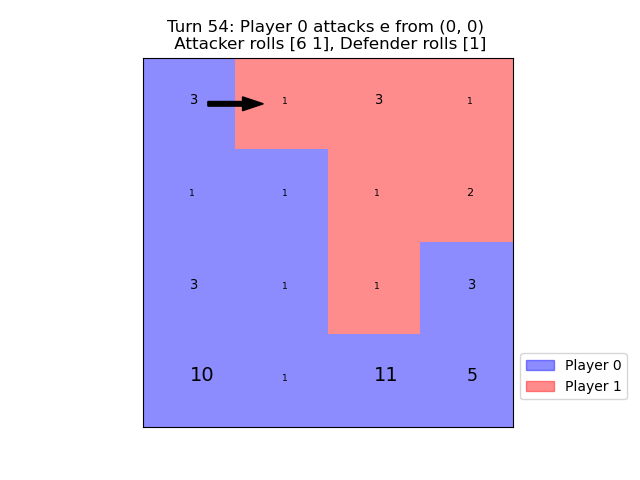 Turn 54: Player 0 attacks e from (0, 0)
Attacker rolls [6 1], Defender rolls [1]
3 1 3 1
1 1 1 2
3 1 1 3
10 1 11 5
Player 0
Player 1